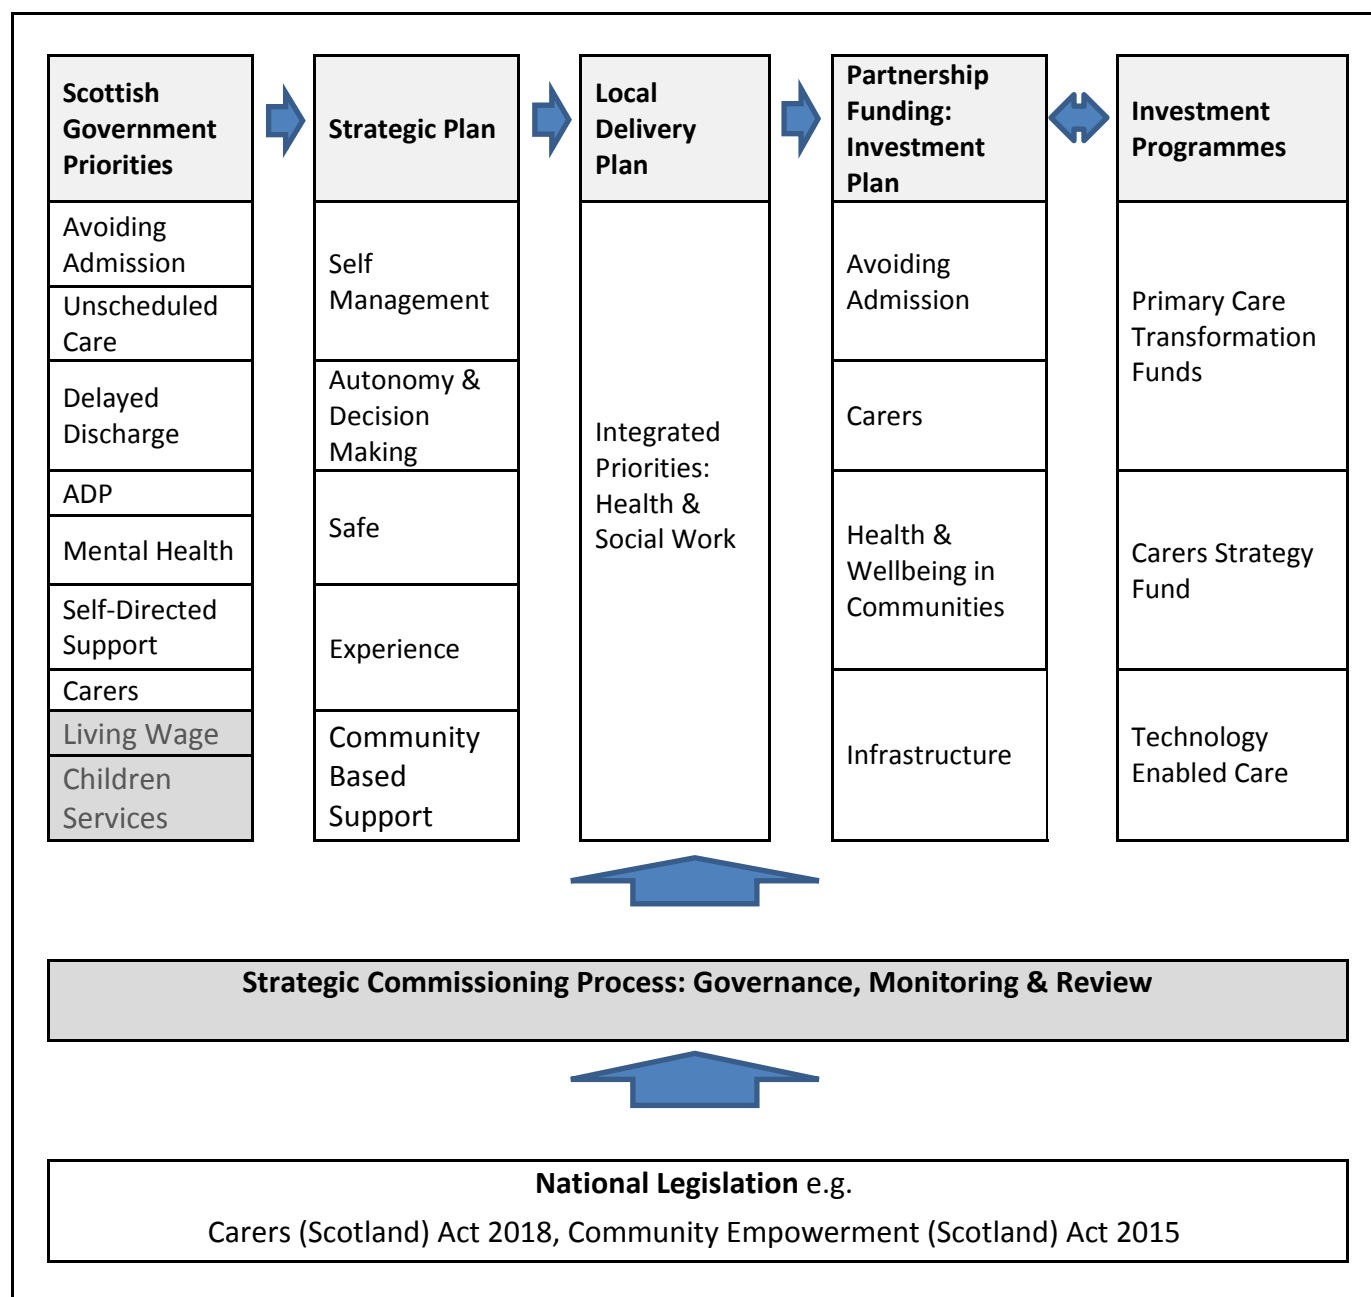 Scottish
Government
Priorities
Avoiding
Admission
Unscheduled
Care
Delayed
Discharge
ADP
Mental Health
Self-Directed
Support
Carers
Living Wage
Children
Services
Strategic Plan
Self
Management
Autonomy &
Decision
Making
Safe
Experience
Community
Based
Support
Local
Delivery
Plan
Integrated
Priorities:
Health &
Social Work
Partnership
Funding:
Investment
Plan
Avoiding
Admission
Carers
Health &
Wellbeing in
Communities
Infrastructure
Investment
Programmes
Primary Care
Transformation
Funds
Carers Strategy
Fund
Technology
Enabled Care
Strategic Commissioning Process: Governance, Monitoring & Review
National Legislation e.g.
Carers (Scotland) Act 2018, Community Empowerment (Scotland) Act 2015